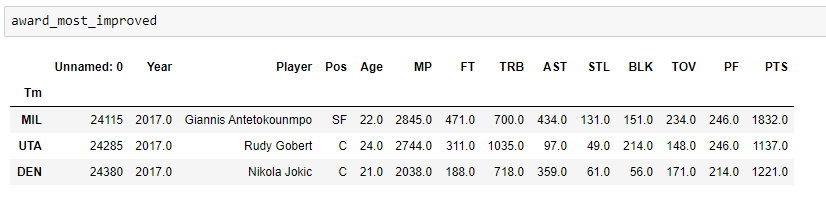 award_most_improved
Unnamed: 0 Year Player Pos Age MP FT TRB AST STL BLK TOV PF PTS
Tm
MIL 24115 2017.0 Giannis Antetokounmpo SF 22.0 2845.0 471.0 700.0 434.0 131.0 151.0 234.0 246.0 1832.0
UTA 24285 2017.0 Rudy Gobert C 24.0 2744.0 311.0 1035.0 97.0 49.0 214.0 148.0 246.0 1137.0
DEN 24380 2017.0 Nikola Jokic C 21.0 2038.0 188.0 718.0 359.0 61.0 56.0 171.0 214.0 1221.0